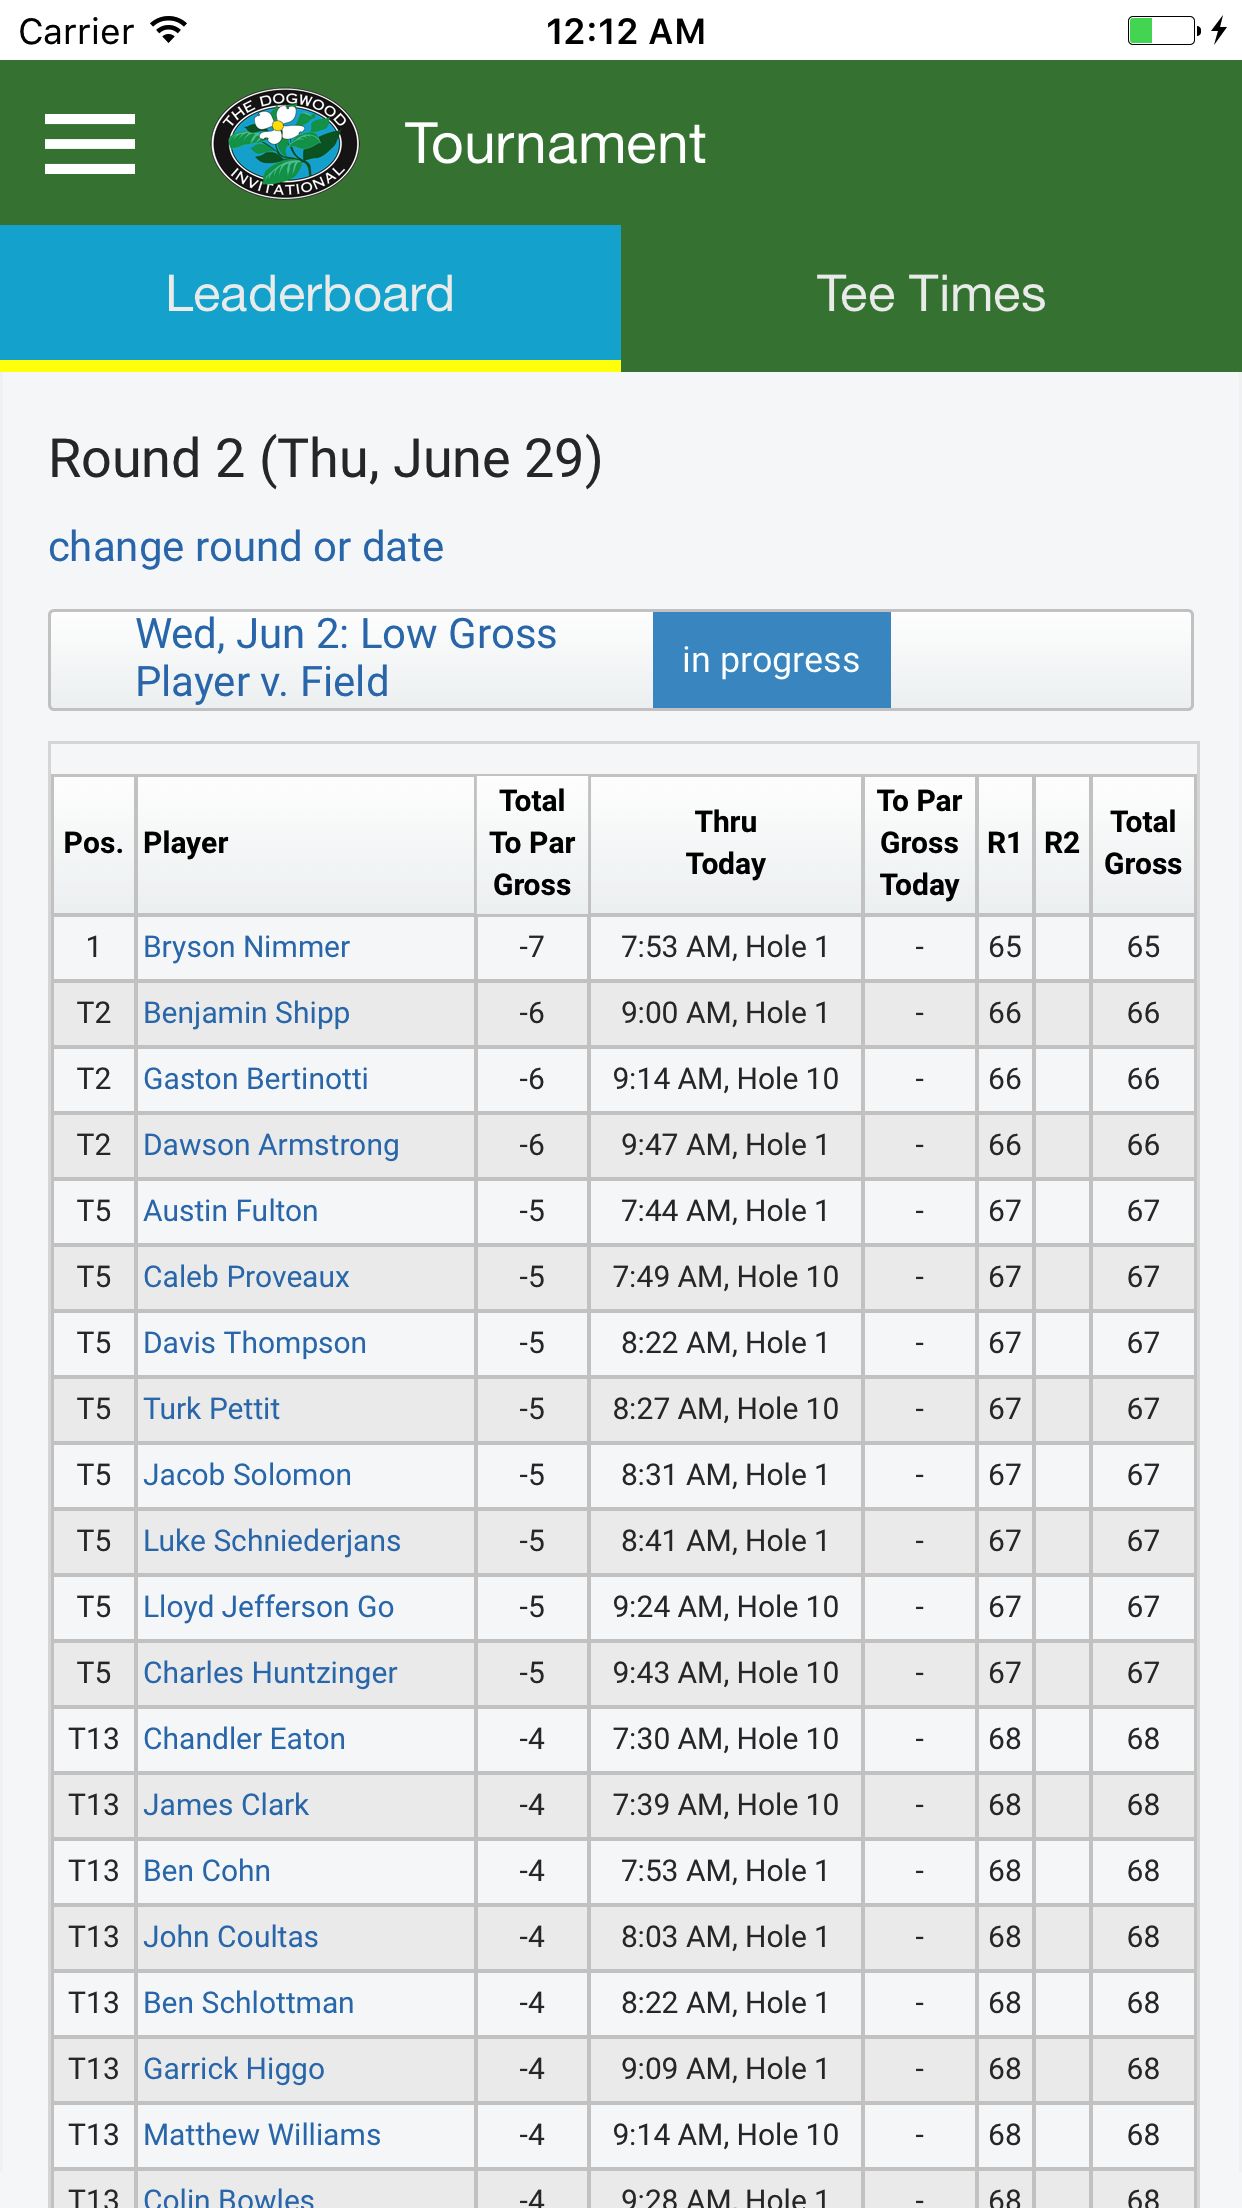 Carrier 12:12 AM
THE DOGWOOD
INVITATIONAL
Tournament
Leaderboard Tee Times
Round 2 (Thu, June 29)
change round or date
Wed, Jun 2: Low Gross
Player v. Field
in progress
Pos. Player Total To Par Gross Thru Today To Par Gross Today R1 R2 Total Gross
1 Bryson Nimmer -7 7:53 AM, Hole 1 - 65 65
T2 Benjamin Shipp -6 9:00 AM, Hole 1 - 66 66
T2 Gaston Bertinotti -6 9:14 AM, Hole 10 - 66 66
T2 Dawson Armstrong -6 9:47 AM, Hole 1 - 66 66
T5 Austin Fulton -5 7:44 AM, Hole 1 - 67 67
T5 Caleb Proveaux -5 7:49 AM, Hole 10 - 67 67
T5 Davis Thompson -5 8:22 AM, Hole 1 - 67 67
T5 Turk Pettit -5 8:27 AM, Hole 10 - 67 67
T5 Jacob Solomon -5 8:31 AM, Hole 1 - 67 67
T5 Luke Schniederjans -5 8:41 AM, Hole 1 - 67 67
T5 Lloyd Jefferson Go -5 9:24 AM, Hole 10 - 67 67
T5 Charles Huntzinger -5 9:43 AM, Hole 10 - 67 67
T13 Chandler Eaton -4 7:30 AM, Hole 10 - 68 68
T13 James Clark -4 7:39 AM, Hole 10 - 68 68
T13 Ben Cohn -4 7:53 AM, Hole 1 - 68 68
T13 John Coultas -4 8:03 AM, Hole 1 - 68 68
T13 Ben Schlottman -4 8:22 AM, Hole 1 - 68 68
T13 Garrick Higgo -4 9:09 AM, Hole 1 - 68 68
T13 Matthew Williams -4 9:14 AM, Hole 10 - 68 68
T13 Colin Bowles -4 9:28 AM, Hole 1 - 68 68